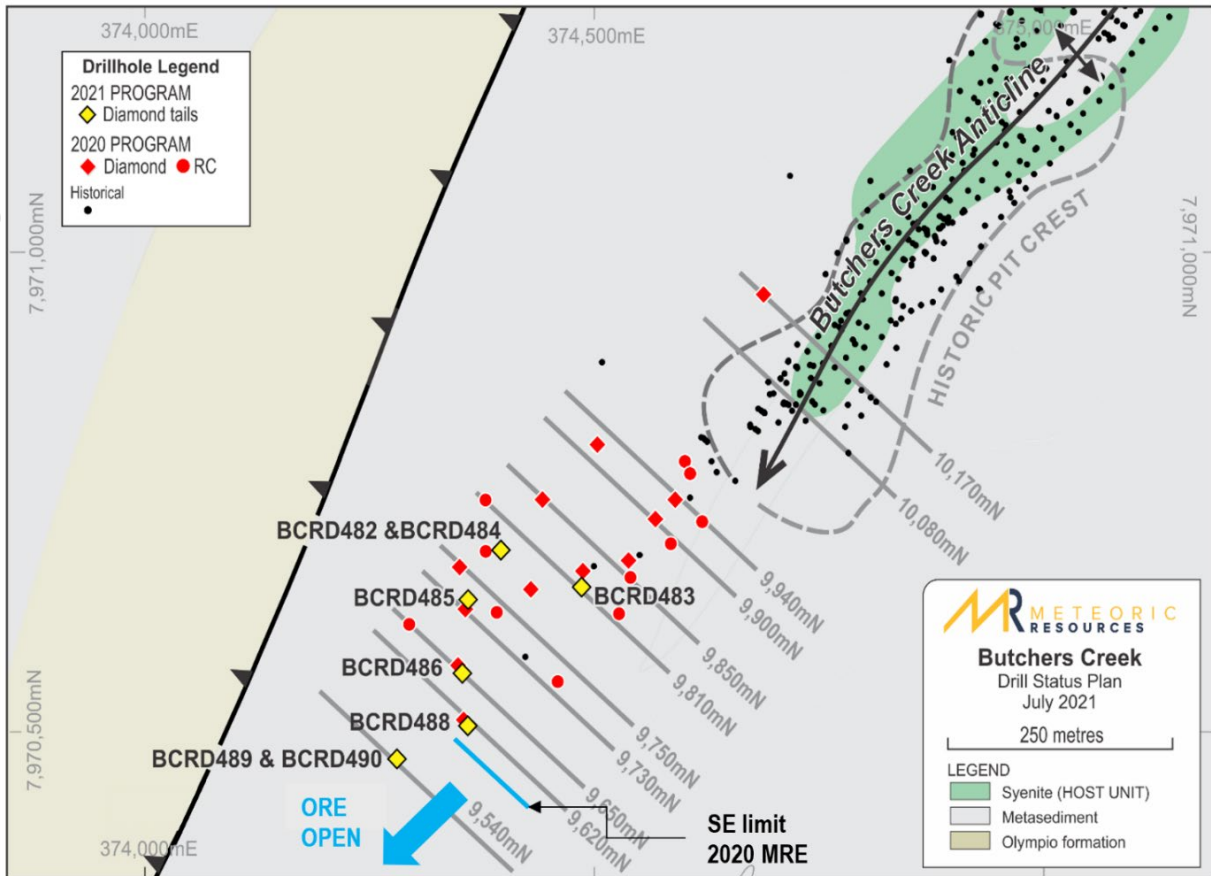 374,000mE
374,500mE
375,000mE
Drillhole Legend
2021 PROGRAM
Diamond tails
2020 PROGRAM
Diamond
RC
Historical
7,971,000mN
7,971,000mN
Butchers Creek Anticline
HISTORIC PIT CREST
10,170mN
10,080mN
9,940mN
9,900mN
9,850mN
9,810mN
9,750mN
9,730mN
9,650mN
9,620mN
9,540mN
BCRD482 &BCRD484
BCRD483
BCRD485
BCRD486
BCRD488
BCRD489 & BCRD490
7,970,500mN
7,970,500mN
ORE
OPEN
SE limit
2020 MRE
374,000mE
MR METEORIC
RESOURCES
Butchers Creek
Drill Status Plan
July 2021
250 metres
LEGEND
Syenite (HOST UNIT)
Metasediment
Olympio formation